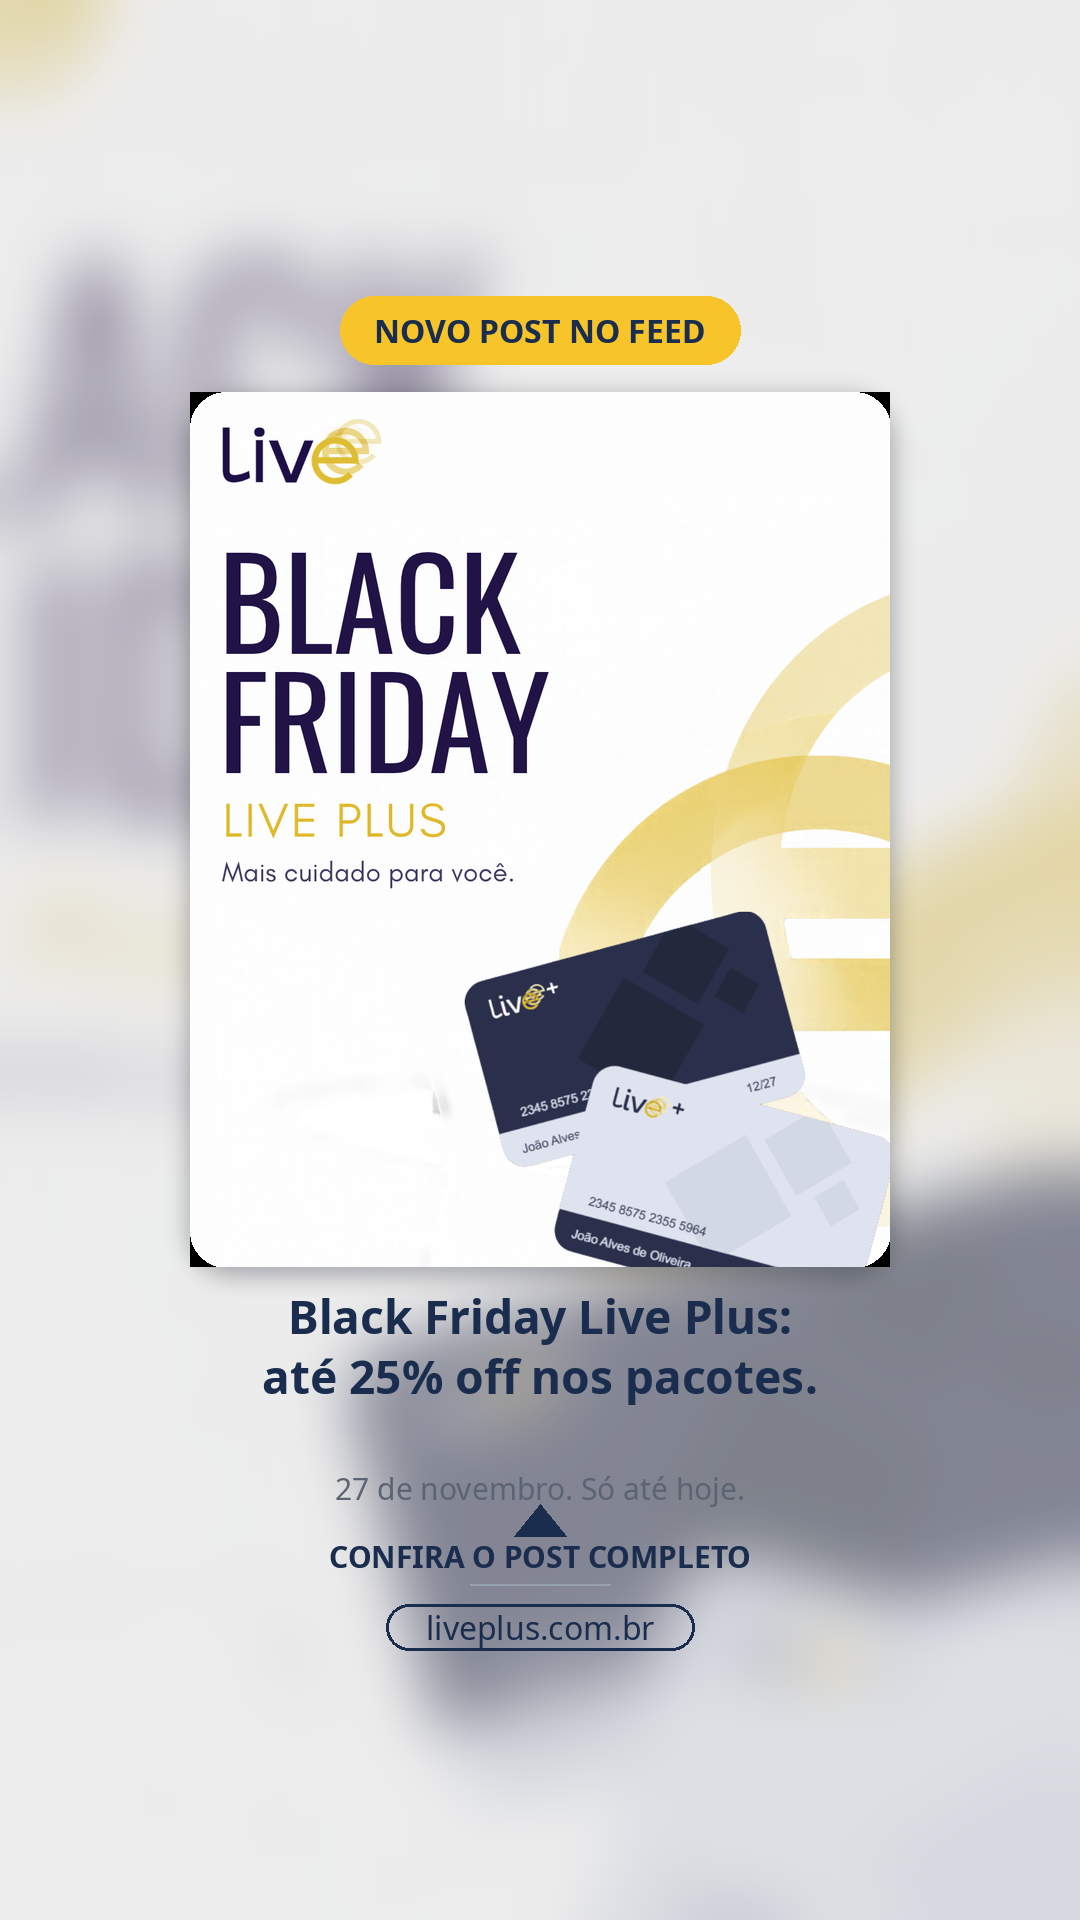 NOVO POST NO FEED
Live
BLACK
FRIDAY
LIVE PLUS
Mais cuidado para você.
Live+
2345 8575 22
12/27
João Alves
Live +
2345 8575 2355 5964
João Alves de Oliveira
Black Friday Live Plus:
até 25% off nos pacotes.
27 de novembro. Só até hoje.
CONFIRA O POST COMPLETO
liveplus.com.br